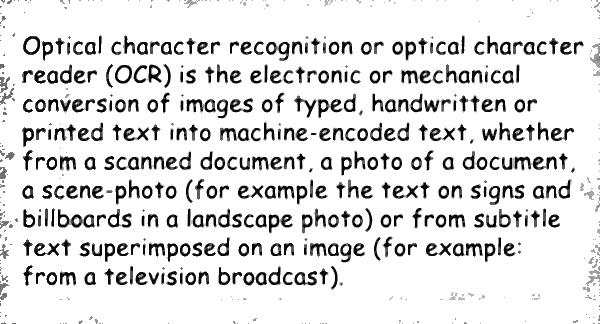 Optical character recognition or optical character
reader (OCR) is the electronic or mechanical
conversion of images of typed, handwritten or
printed text into machine-encoded text, whether
from a scanned document, a photo of a document,
a scene-photo (for example the text on signs and
billboards in a landscape photo) or from subtitle
text superimposed on an image (for example:
from a television broadcast).